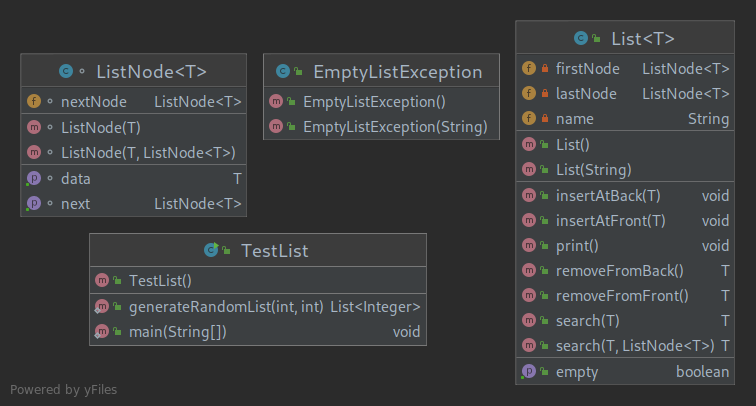 ListNode<T>
nextNode ListNode<T>
ListNode(T)
ListNode(T, ListNode<T>)
data T
next ListNode<T>
EmptyListException
EmptyListException()
EmptyListException(String)
List<T>
firstNode ListNode<T>
lastNode ListNode<T>
name String
List()
List(String)
insertAtBack(T) void
insertAtFront(T) void
print() void
removeFromBack() T
removeFromFront() T
search(T) T
search(T, ListNode<T>) T
empty boolean
TestList
TestList()
generateRandomList(int, int) List<Integer>
main(String[]) void
Powered by yFiles